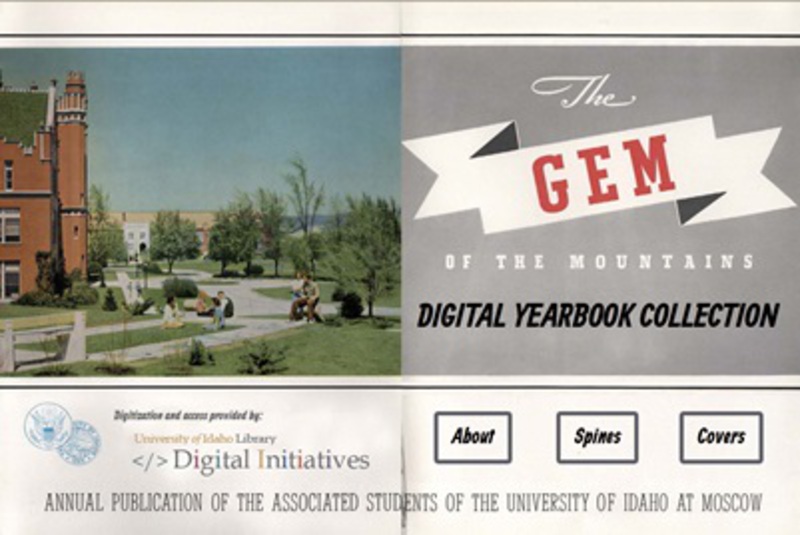 The
GEM
OF THE MOUNTAINS
DIGITAL YEARBOOK COLLECTION
Digitization and access provided by:
University of Idaho Library
</> Digital Initiatives
About
Spines
Covers
ANNUAL PUBLICATION OF THE ASSOCIATED STUDENTS OF THE UNIVERSITY OF IDAHO AT MOSCOW